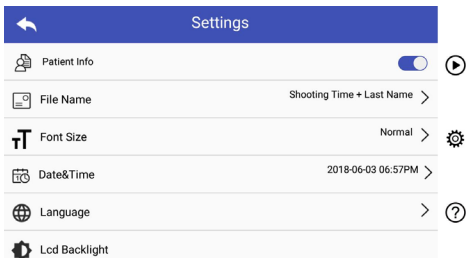 Settings
Patient Info
File Name Shooting Time + Last Name
Font Size Normal
Date&Time 2018-06-03 06:57PM
Language
Lcd Backlight